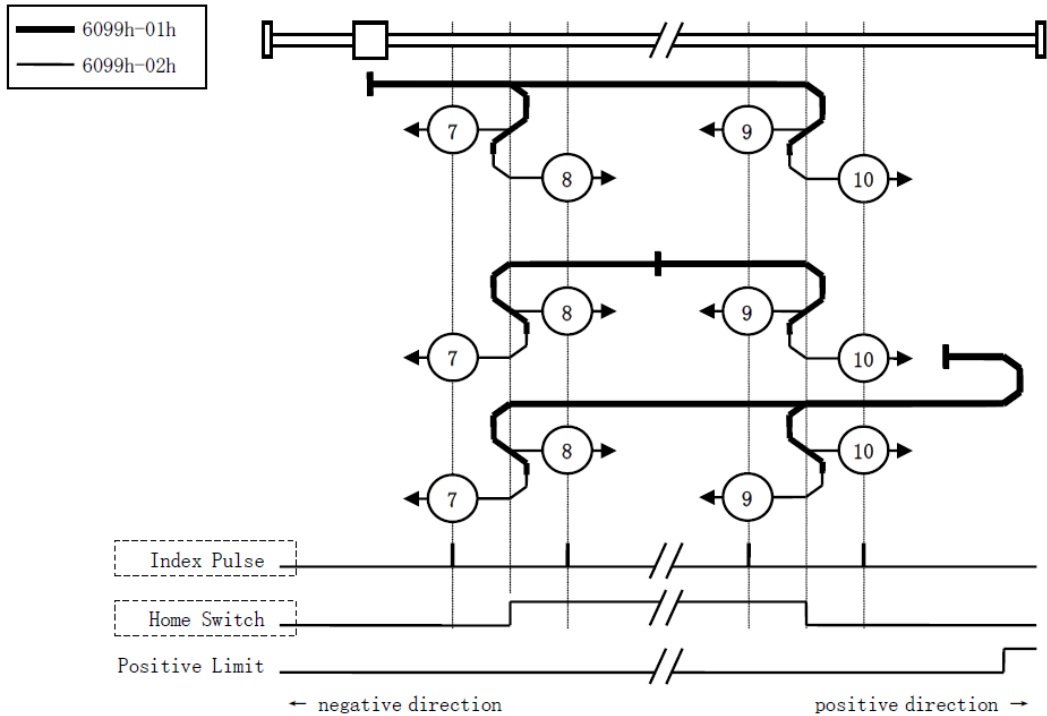 6099h-01h
6099h-02h
7
9
8
10
8
9
7
10
8
10
7
9
Index Pulse
Home Switch
Positive Limit
← negative direction
positive direction →